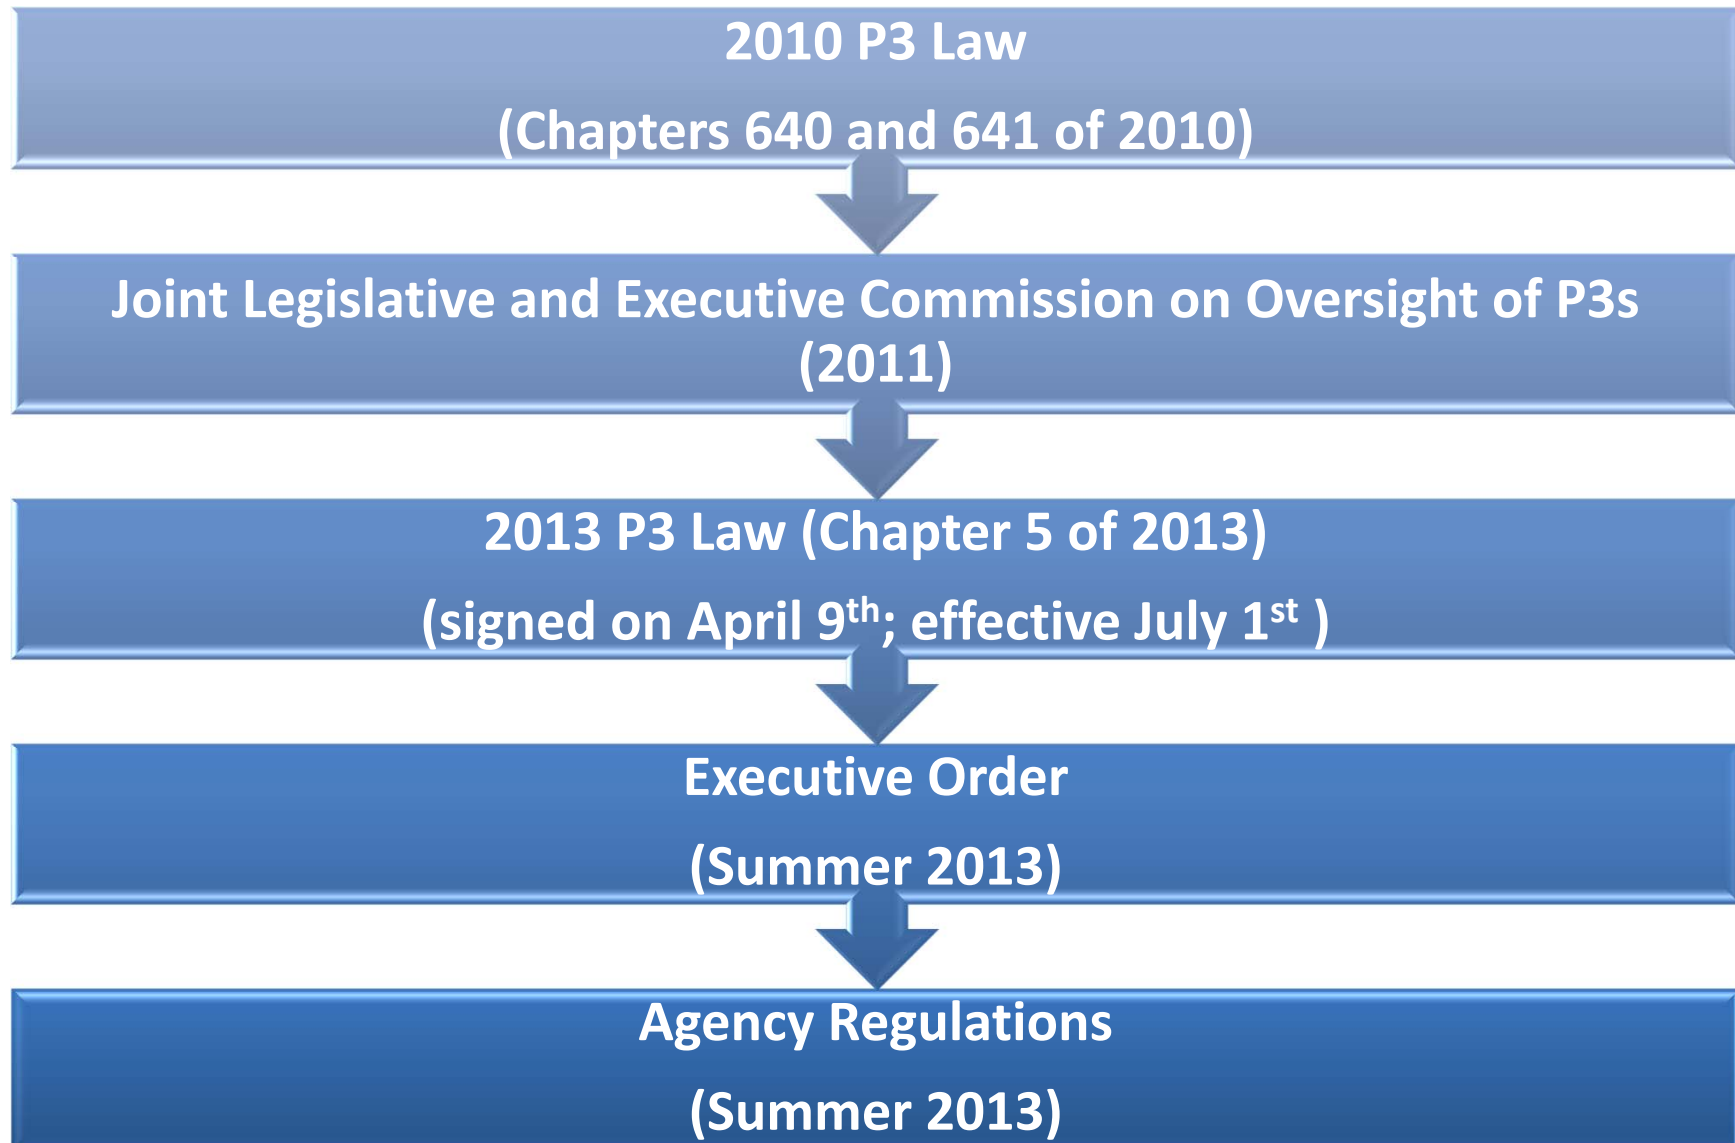 2010 P3 Law
(Chapters 640 and 641 of 2010)
Joint Legislative and Executive Commission on Oversight of P3s
(2011)
2013 P3 Law (Chapter 5 of 2013)
(signed on April 9th; effective July 1st )
Executive Order
(Summer 2013)
Agency Regulations
(Summer 2013)